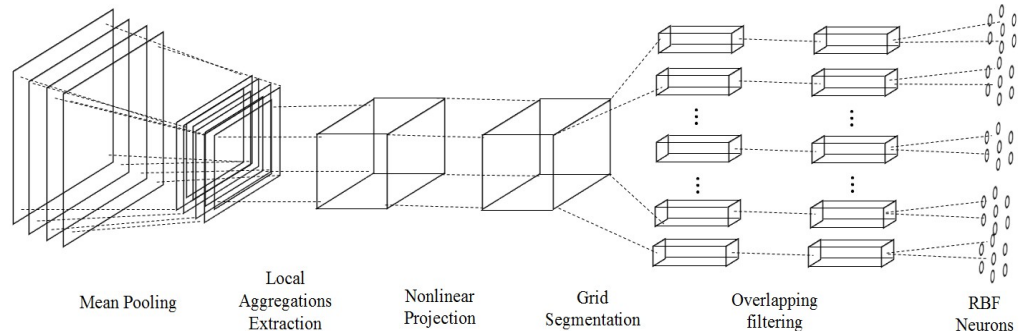 Mean Pooling
Local
Aggregations
Extraction
Nonlinear
Projection
Grid
Segmentation
Overlapping
filtering
RBF
Neurons